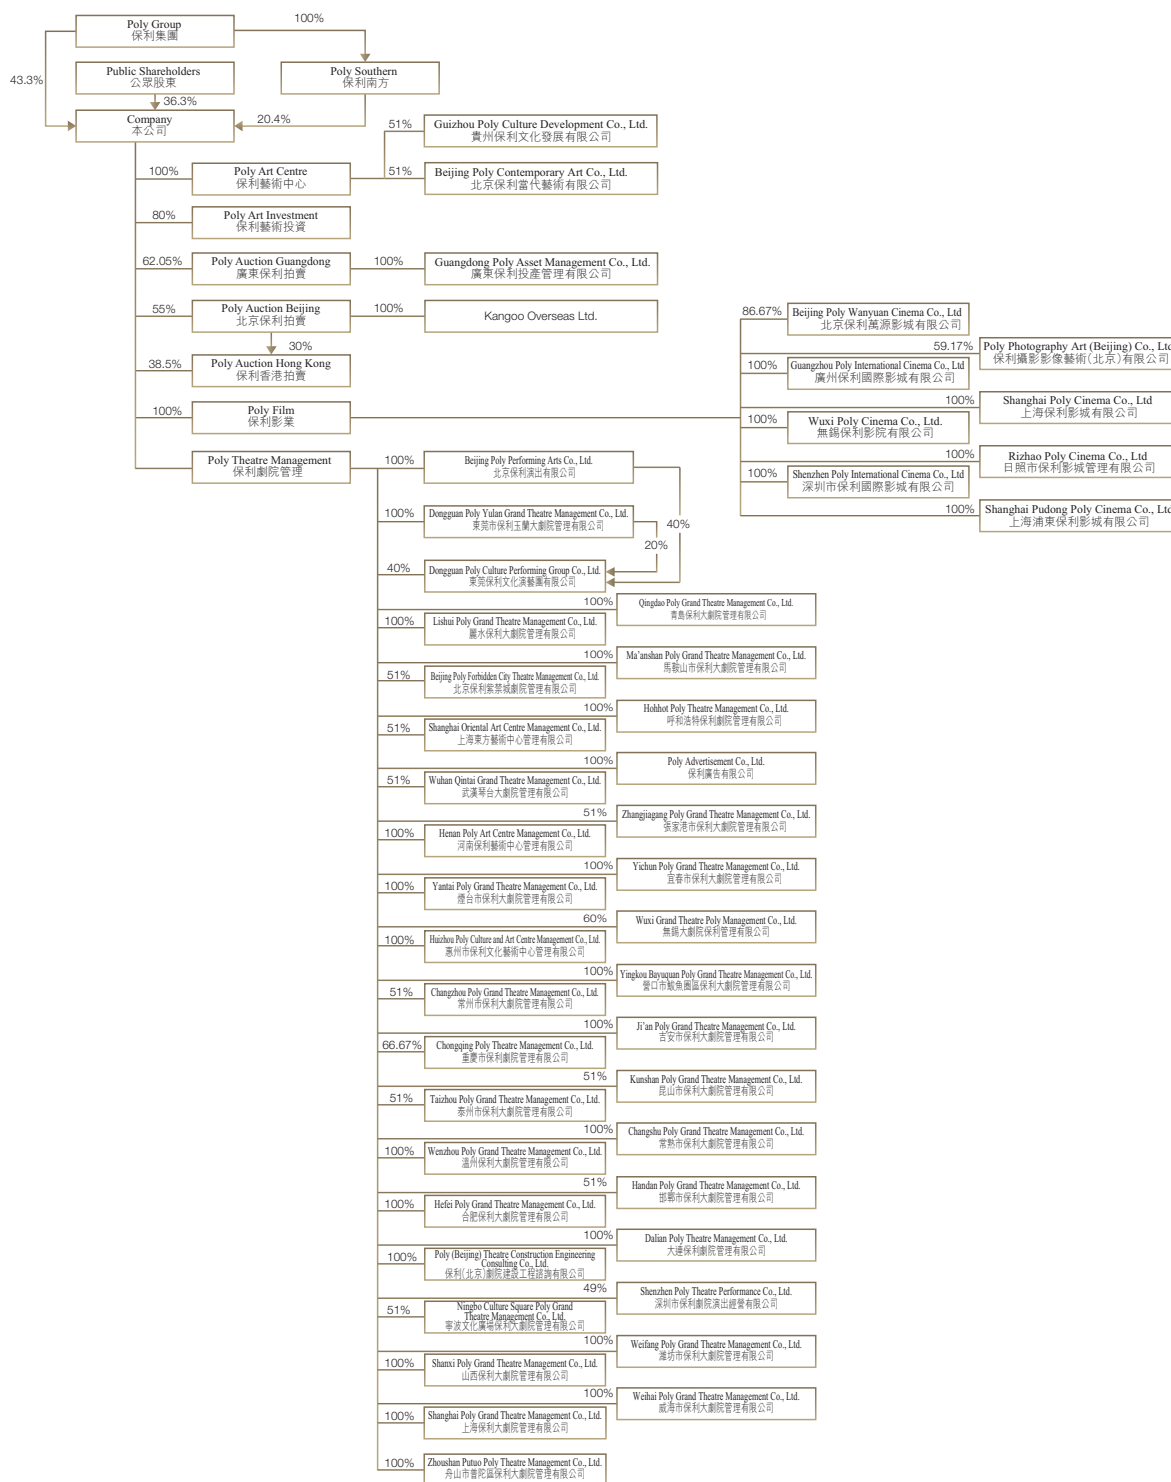 Poly Group
保利集團
100%
43.3%
Public Shareholders
公眾股東
Poly Southern
保利南方
36.3%
Company
本公司
20.4%
51%
Guizhou Poly Culture Development Co., Ltd.
貴州保利文化發展有限公司
100%
Poly Art Centre
保利藝術中心
51%
Beijing Poly Contemporary Art Co., Ltd.
北京保利當代藝術有限公司
80%
Poly Art Investment
保利藝術投資
62.05%
Poly Auction Guangdong
廣東保利拍賣
100%
Guangdong Poly Asset Management Co., Ltd.
廣東保利投產管理有限公司
55%
Poly Auction Beijing
北京保利拍賣
100%
Kangoo Overseas Ltd.
30%
38.5%
Poly Auction Hong Kong
保利香港拍賣
100%
Poly Film
保利影業
86.67%
Beijing Poly Wanyuan Cinema Co., Ltd
北京保利萬源影城有限公司
59.17%
Poly Photography Art (Beijing) Co., Ltd
保利攝影影像藝術(北京)有限公司
100%
Guangzhou Poly International Cinema Co., Ltd
廣州保利國際影城有限公司
100%
Shanghai Poly Cinema Co., Ltd
上海保利影城有限公司
100%
Wuxi Poly Cinema Co., Ltd.
無錫保利影院有限公司
100%
Rizhao Poly Cinema Co., Ltd
日照市保利影城管理有限公司
100%
Shenzhen Poly International Cinema Co., Ltd
深圳市保利國際影城有限公司
100%
Shanghai Pudong Poly Cinema Co., Ltd
上海浦東保利影城有限公司
Poly Theatre Management
保利劇院管理
100%
Beijing Poly Performing Arts Co., Ltd.
北京保利演出有限公司
100%
Dongguan Poly Yulan Grand Theatre Management Co., Ltd.
東莞市保利玉蘭大劇院管理有限公司
40%
20%
40%
Dongguan Poly Culture Performing Group Co., Ltd.
東莞保利文化演藝團有限公司
100%
Qingdao Poly Grand Theatre Management Co., Ltd.
青島保利大劇院管理有限公司
100%
Lishui Poly Grand Theatre Management Co., Ltd.
麗水保利大劇院管理有限公司
100%
Ma'anshan Poly Grand Theatre Management Co., Ltd.
馬鞍山市保利大劇院管理有限公司
51%
Beijing Poly Forbidden City Theatre Management Co., Ltd.
北京保利紫禁城劇院管理有限公司
100%
Hohhot Poly Theatre Management Co., Ltd.
呼和浩特保利劇院管理有限公司
51%
Shanghai Oriental Art Centre Management Co., Ltd.
上海東方藝術中心管理有限公司
100%
Poly Advertisement Co., Ltd.
保利廣告有限公司
51%
Wuhan Qintai Grand Theatre Management Co., Ltd.
武漢琴台大劇院管理有限公司
51%
Zhangjiagang Poly Grand Theatre Management Co., Ltd.
張家港市保利大劇院管理有限公司
100%
Henan Poly Art Centre Management Co., Ltd.
河南保利藝術中心管理有限公司
100%
Yichun Poly Grand Theatre Management Co., Ltd.
宜春市保利大劇院管理有限公司
100%
Yantai Poly Grand Theatre Management Co., Ltd.
煙台市保利大劇院管理有限公司
60%
Wuxi Grand Theatre Poly Management Co., Ltd.
無錫大劇院保利管理有限公司
100%
Huizhou Poly Culture and Art Centre Management Co., Ltd.
惠州市保利文化藝術中心管理有限公司
100%
Yingkou Bayuquan Poly Grand Theatre Management Co., Ltd.
營口市鮁魚圈區保利大劇院管理有限公司
51%
Changzhou Poly Grand Theatre Management Co., Ltd.
常州市保利大劇院管理有限公司
100%
Ji'an Poly Grand Theatre Management Co., Ltd.
吉安市保利大劇院管理有限公司
66.67%
Chongqing Poly Theatre Management Co., Ltd.
重慶市保利劇院管理有限公司
51%
Kunshan Poly Grand Theatre Management Co., Ltd.
昆山市保利大劇院管理有限公司
51%
Taizhou Poly Grand Theatre Management Co., Ltd.
泰州市保利大劇院管理有限公司
100%
Changshu Poly Grand Theatre Management Co., Ltd.
常熟市保利大劇院管理有限公司
100%
Wenzhou Poly Grand Theatre Management Co., Ltd.
溫州保利大劇院管理有限公司
51%
Handan Poly Grand Theatre Management Co., Ltd.
邯鄲市保利大劇院管理有限公司
100%
Hefei Poly Grand Theatre Management Co., Ltd.
合肥保利大劇院管理有限公司
100%
Dalian Poly Theatre Management Co., Ltd.
大連保利劇院管理有限公司
100%
Poly (Beijing) Theatre Construction Engineering
Consulting Co., Ltd.
保利(北京)劇院建設工程諮詢有限公司
49%
Shenzhen Poly Theatre Performance Co., Ltd.
深圳市保利劇院演出經營有限公司
51%
Ningbo Culture Square Poly Grand
Theatre Management Co., Ltd.
寧波文化廣場保利大劇院管理有限公司
100%
Weifang Poly Grand Theatre Management Co., Ltd.
濰坊市保利大劇院管理有限公司
100%
Shanxi Poly Grand Theatre Management Co., Ltd.
山西保利大劇院管理有限公司
100%
Weihai Poly Grand Theatre Management Co., Ltd.
威海市保利大劇院管理有限公司
100%
Shanghai Poly Grand Theatre Management Co., Ltd.
上海保利大劇院管理有限公司
100%
Zhoushan Putuo Poly Theatre Management Co., Ltd.
舟山市普陀區保利大劇院管理有限公司